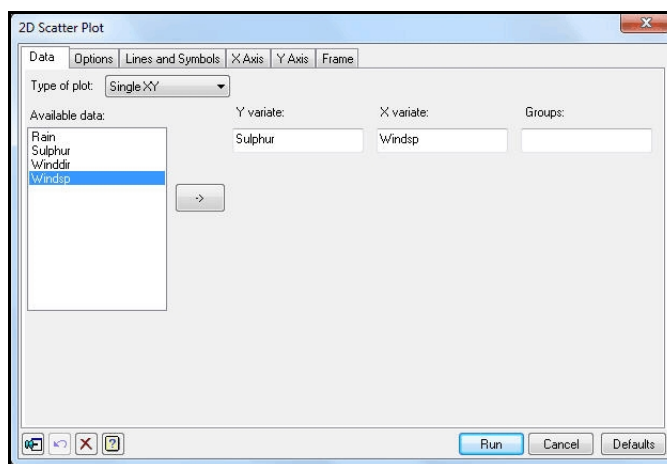 2D Scatter Plot
Data Options Lines and Symbols X Axis Y Axis Frame
Type of plot: Single XY
Available data: Y variate: X variate: Groups:
Rain Sulphur Windsp
Sulphur
Winddir
Windsp
->
Run Cancel Defaults